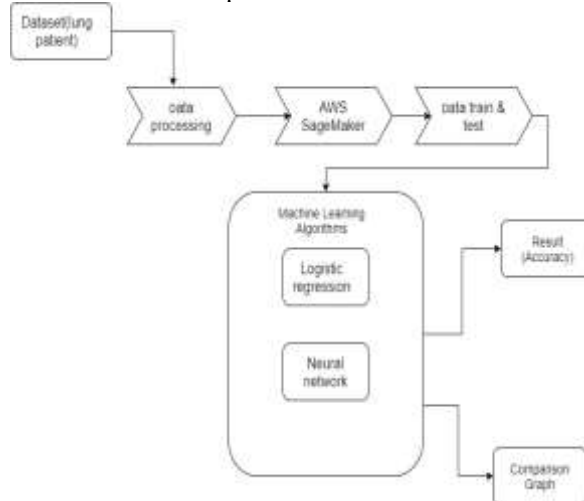 Dataset(lung
patient)
data
processing
AWS
SageMaker
data train &
test
Machine Learning
Algorithms
Logistic
regression
Neural
network
Result
(Accuracy)
Comparison
Graph